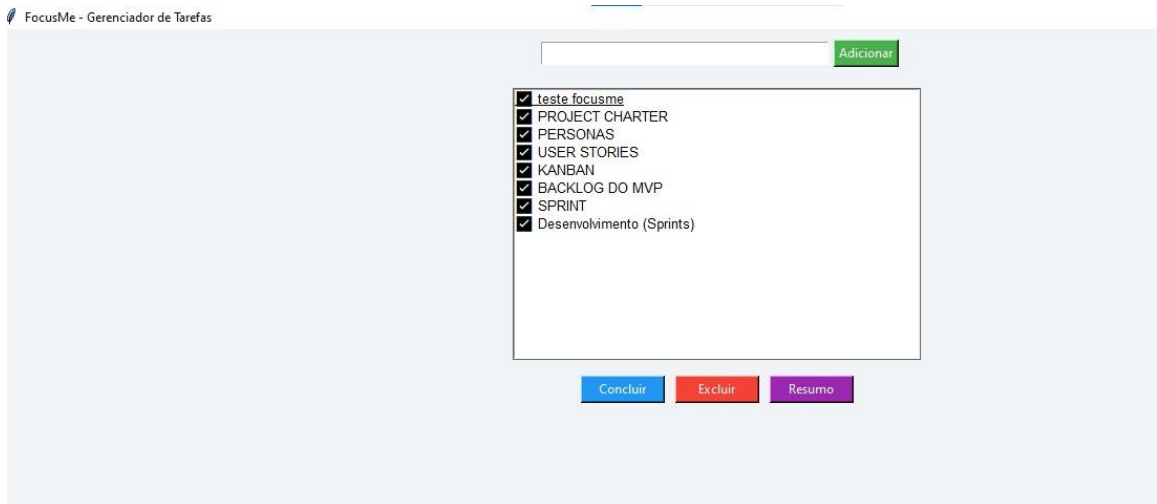 FocusMe - Gerenciador de Tarefas
Adicionar
teste focusme
PROJECT CHARTER
PERSONAS
USER STORIES
KANBAN
BACKLOG DO MVP
SPRINT
Desenvolvimento (Sprints)
Concluir Excluir Resumo